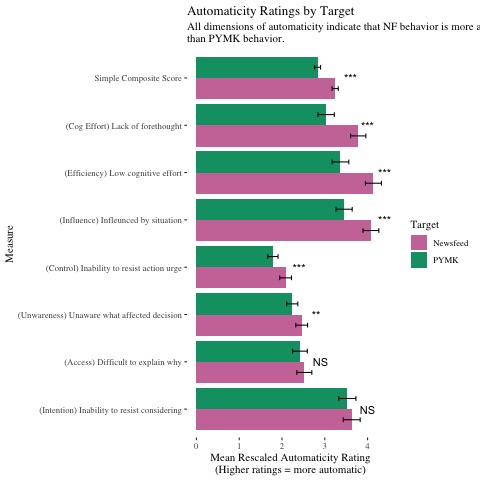 Automaticity Ratings by Target
All dimensions of automaticity indicate that NF behavior is more a
than PYMK behavior.
Simple Composite Score
***
(Cog Effort) Lack of forethought
***
(Efficiency) Low cognitive effort
***
(Influence) Infleunced by situation
***
(Control) Inability to resist action urge
***
(Unwareness) Unaware what affected decision
**
(Access) Difficult to explain why
NS
(Intention) Inability to resist considering
NS
Measure
0 1 2 3 4
Mean Rescaled Automaticity Rating
(Higher ratings = more automatic)
Target
Newsfeed
PYMK